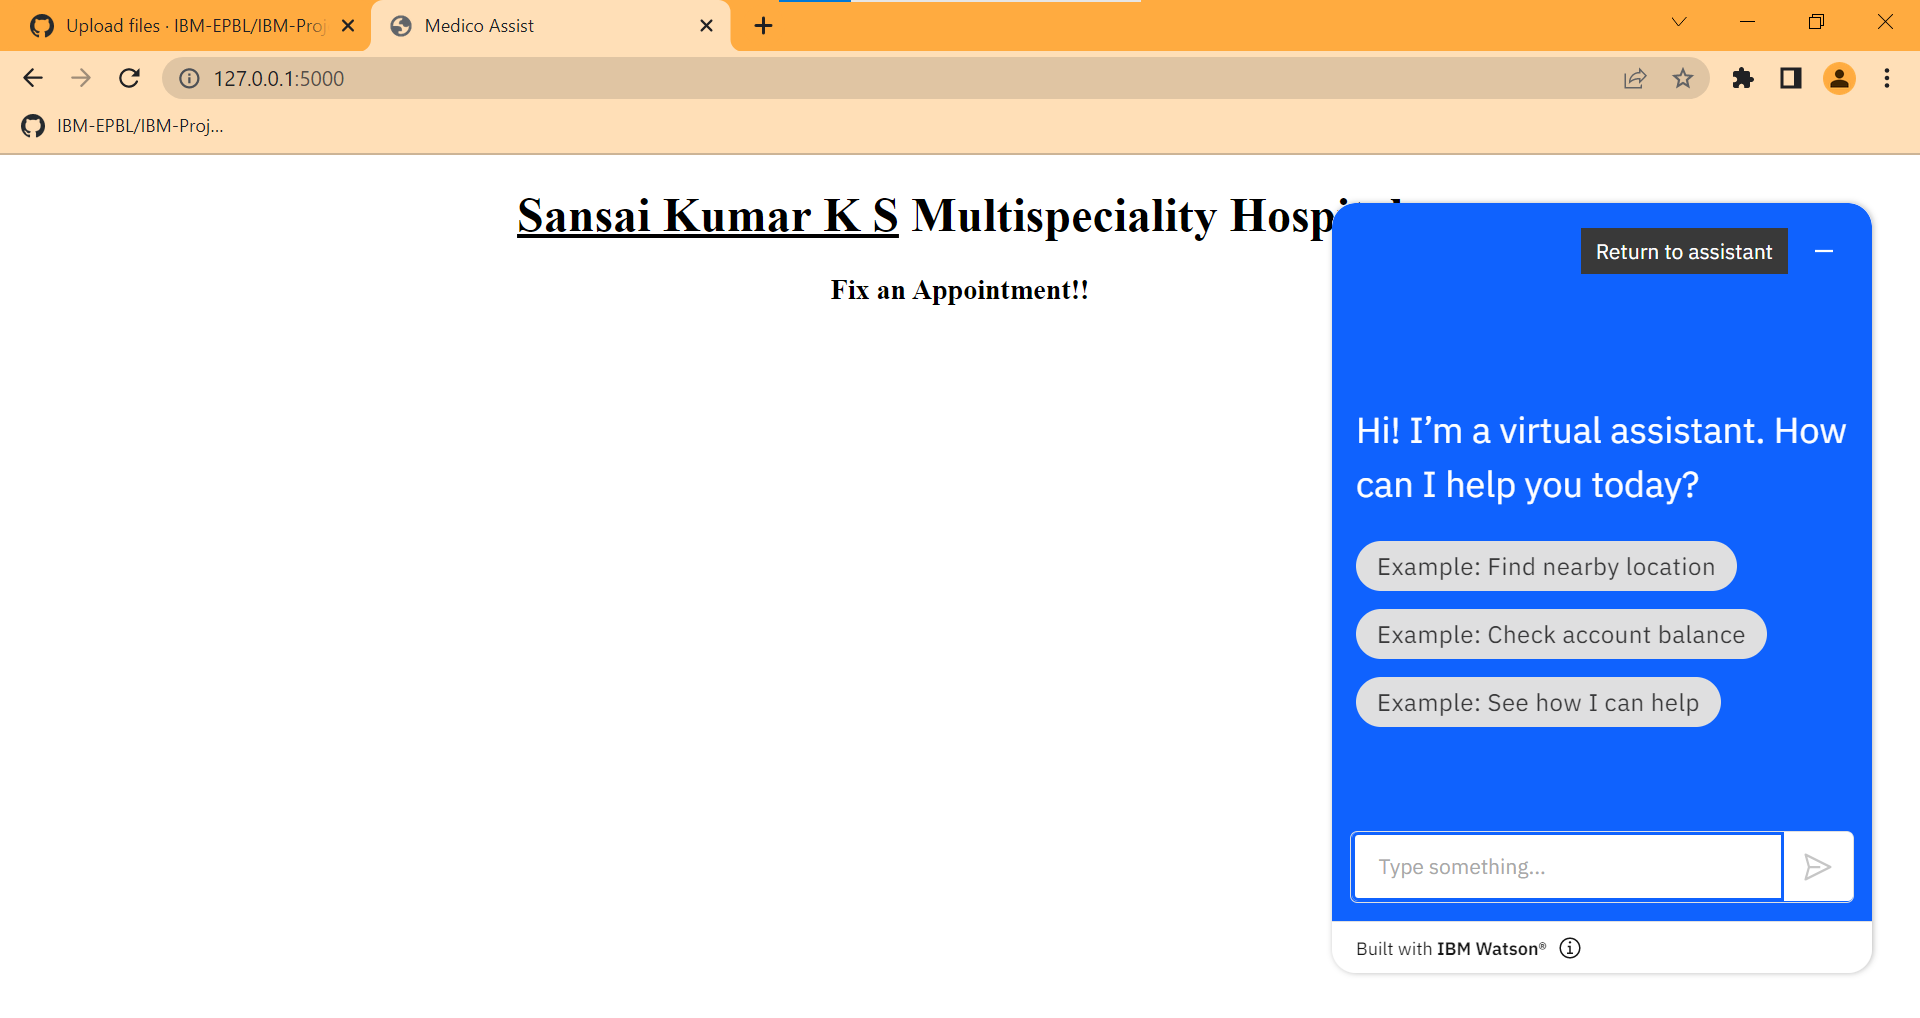 Upload files · IBM-EPBL/IBM-Proj
Medico Assist
127.0.0.1:5000
IBM-EPBL/IBM-Proj...
Sansai Kumar K S Multispeciality
Fix an Appointment!!
Return to assistant
Hi! I’m a virtual assistant. How
can I help you today?
Example: Find nearby location
Example: Check account balance
Example: See how I can help
Type something...
Built with IBM Watson®